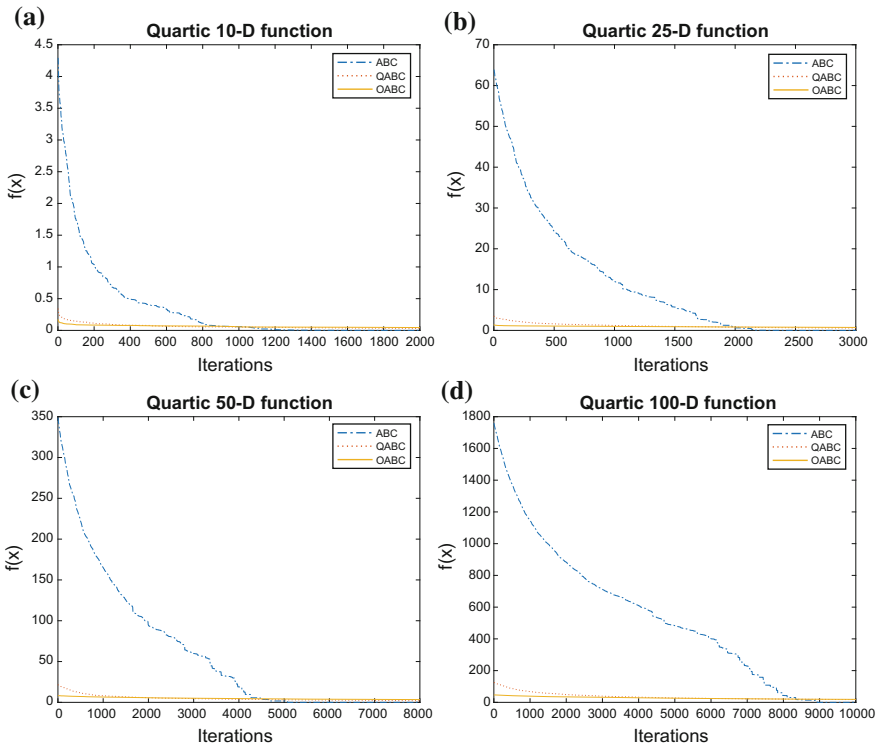 (a)
Quartic 10-D function
4.5
4
3.5
3
2.5
2
1.5
1
0.5
0
f(x)
ABC
QABC
OABC
0 200 400 600 800 1000 1200 1400 1600 1800 2000
Iterations
(b)
Quartic 25-D function
70
60
50
40
30
20
10
0
f(x)
ABC
QABC
OABC
0 500 1000 1500 2000 2500 3000
Iterations
(c)
Quartic 50-D function
350
300
250
200
150
100
50
0
f(x)
ABC
QABC
OABC
0 1000 2000 3000 4000 5000 6000 7000 8000
Iterations
(d)
Quartic 100-D function
1800
1600
1400
1200
1000
800
600
400
200
0
f(x)
ABC
QABC
OABC
0 1000 2000 3000 4000 5000 6000 7000 8000 9000 10000
Iterations